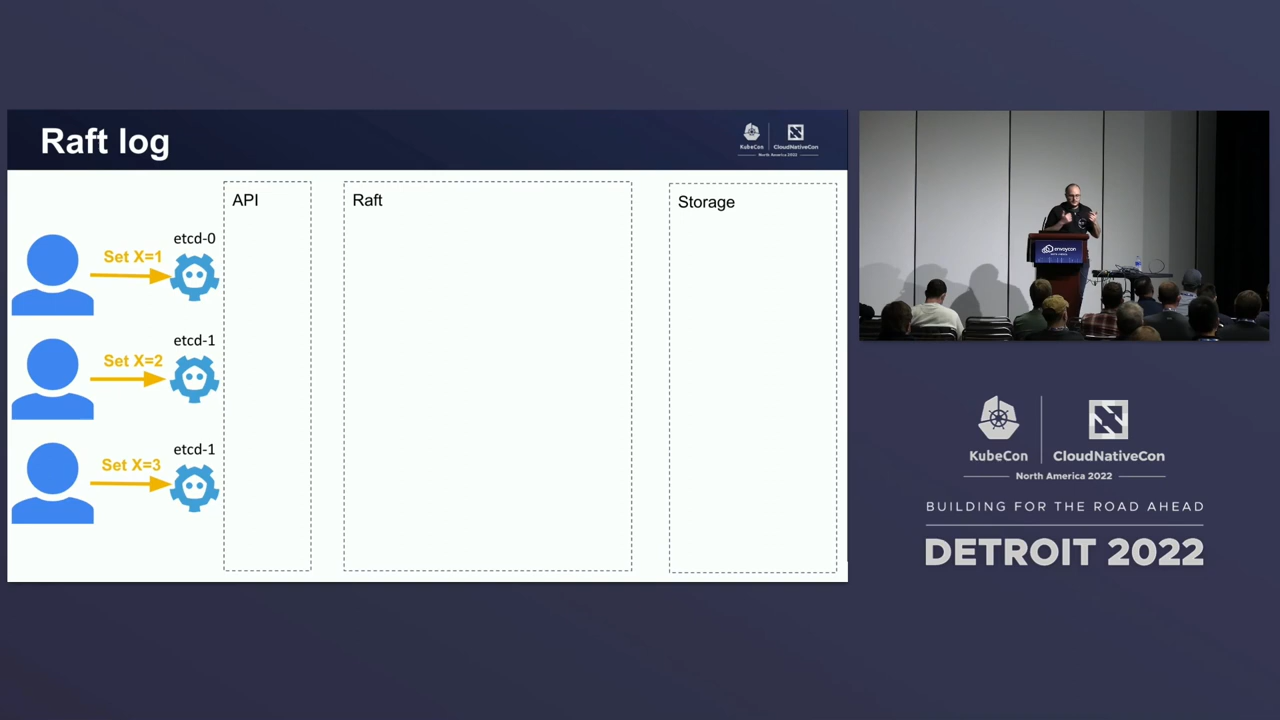 Raft log
KubeCon
CloudNativeCon
North America 2022
API
Raft
Storage
etcd-0
Set X=1
etcd-1
Set X=2
etcd-1
Set X=3
envoycon
KubeCon
CloudNativeCon
North America 2022
BUILDING FOR THE ROAD AHEAD
DETROIT 2022